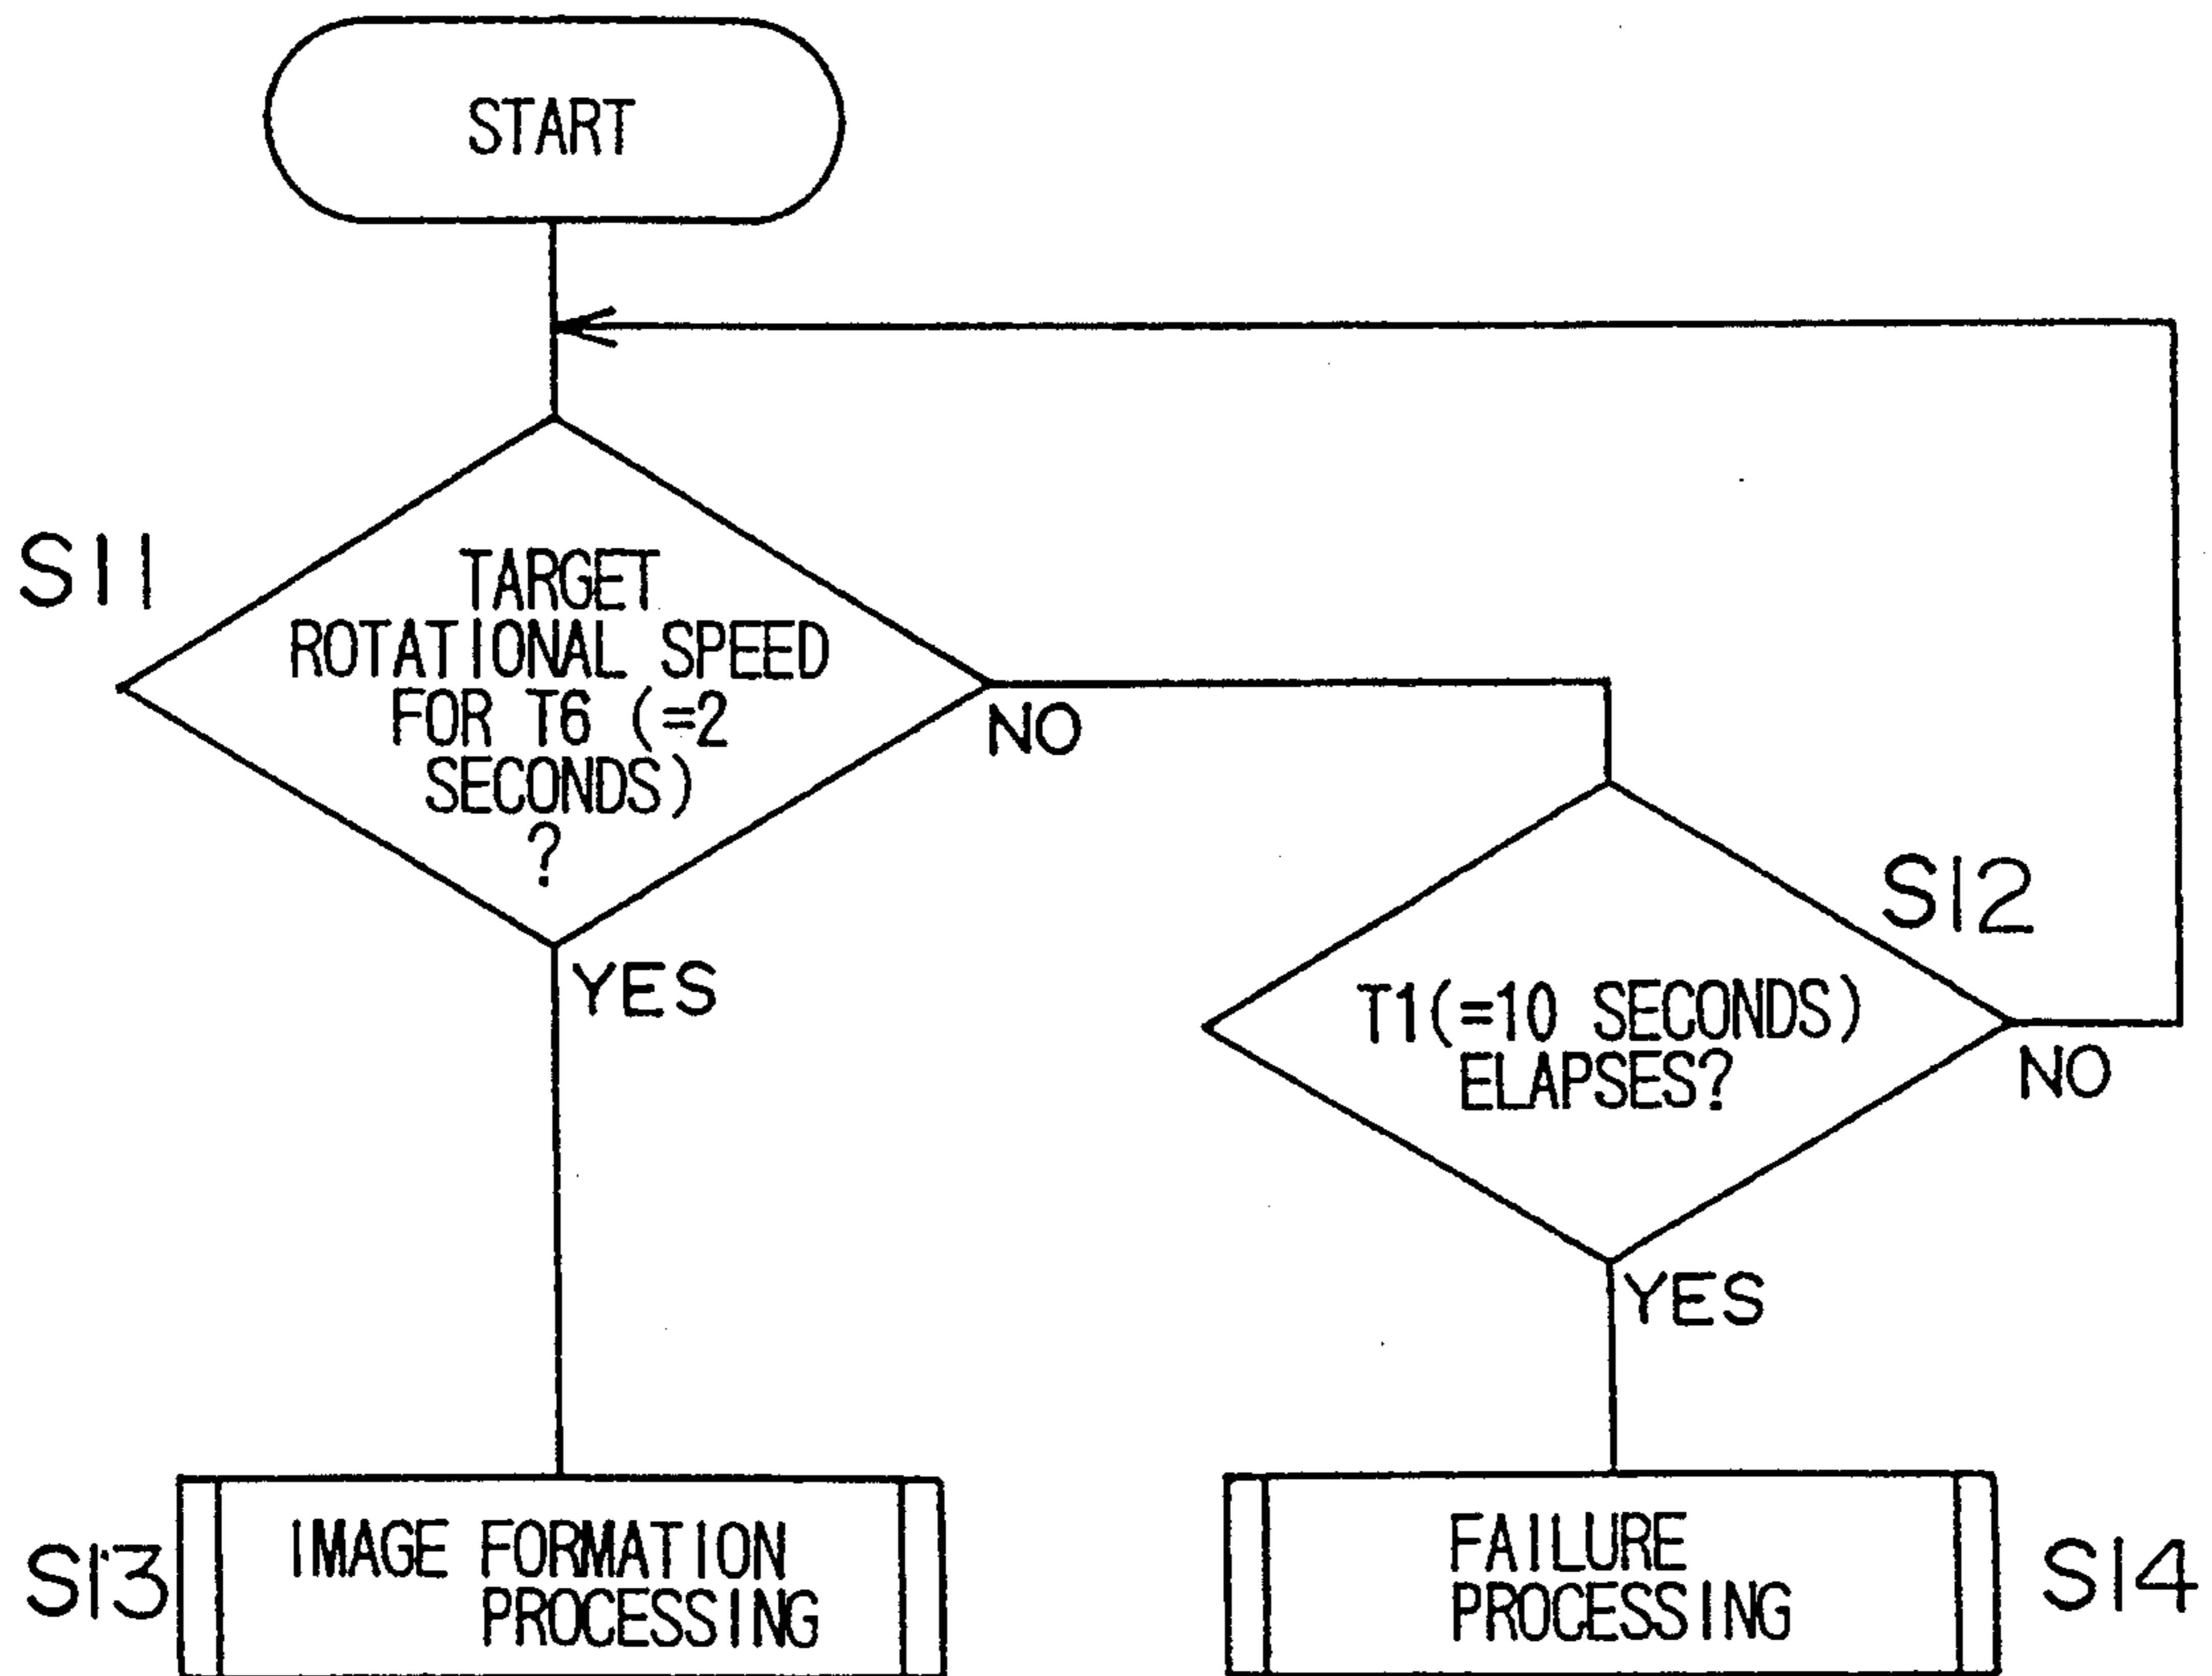 START
S11
TARGET
ROTATIONAL SPEED
FOR T6 (=2
SECONDS)
?
NO
YES
S12
T1(=10 SECONDS)
ELAPSES?
NO
YES
S13
IMAGE FORMATION
PROCESSING
FAILURE
PROCESSING
S14